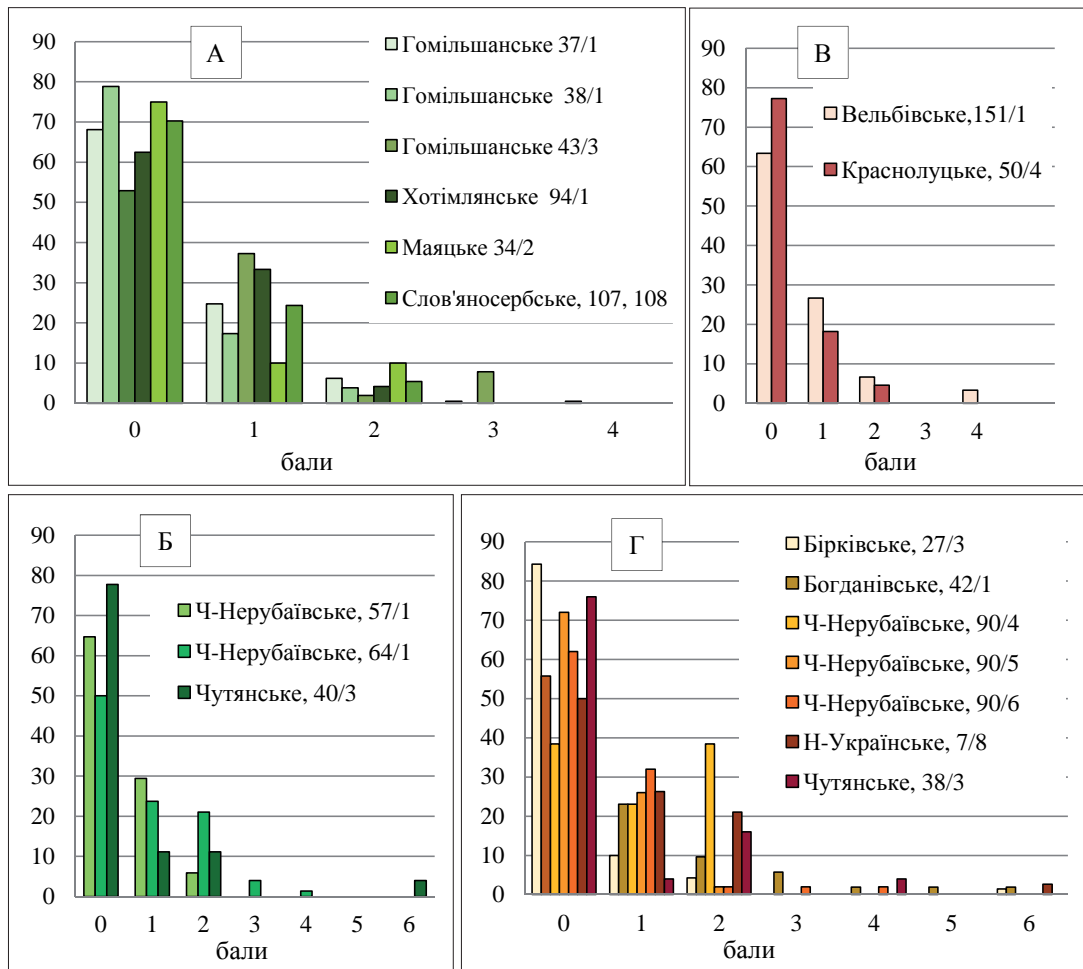 А
90
80
70
60
50
40
30
20
10
0
Гомільшанське 37/1
Гомільшанське 38/1
Гомільшанське 43/3
Хотімлянське 94/1
Маяцьке 34/2
Слов'яносербське, 107, 108
0 1 2 3 4
бали
В
90
80
70
60
50
40
30
20
10
0
Вельбівське,151/1
Краснолуцьке, 50/4
0 1 2 3 4
бали
Б
90
80
70
60
50
40
30
20
10
0
Ч-Нерубаївське, 57/1
Ч-Нерубаївське, 64/1
Чутянське, 40/3
0 1 2 3 4 5 6
бали
Г
90
80
70
60
50
40
30
20
10
0
Бірківське, 27/3
Богданівське, 42/1
Ч-Нерубаївське, 90/4
Ч-Нерубаївське, 90/5
Ч-Нерубаївське, 90/6
Н-Українське, 7/8
Чутянське, 38/3
0 1 2 3 4 5 6
бали